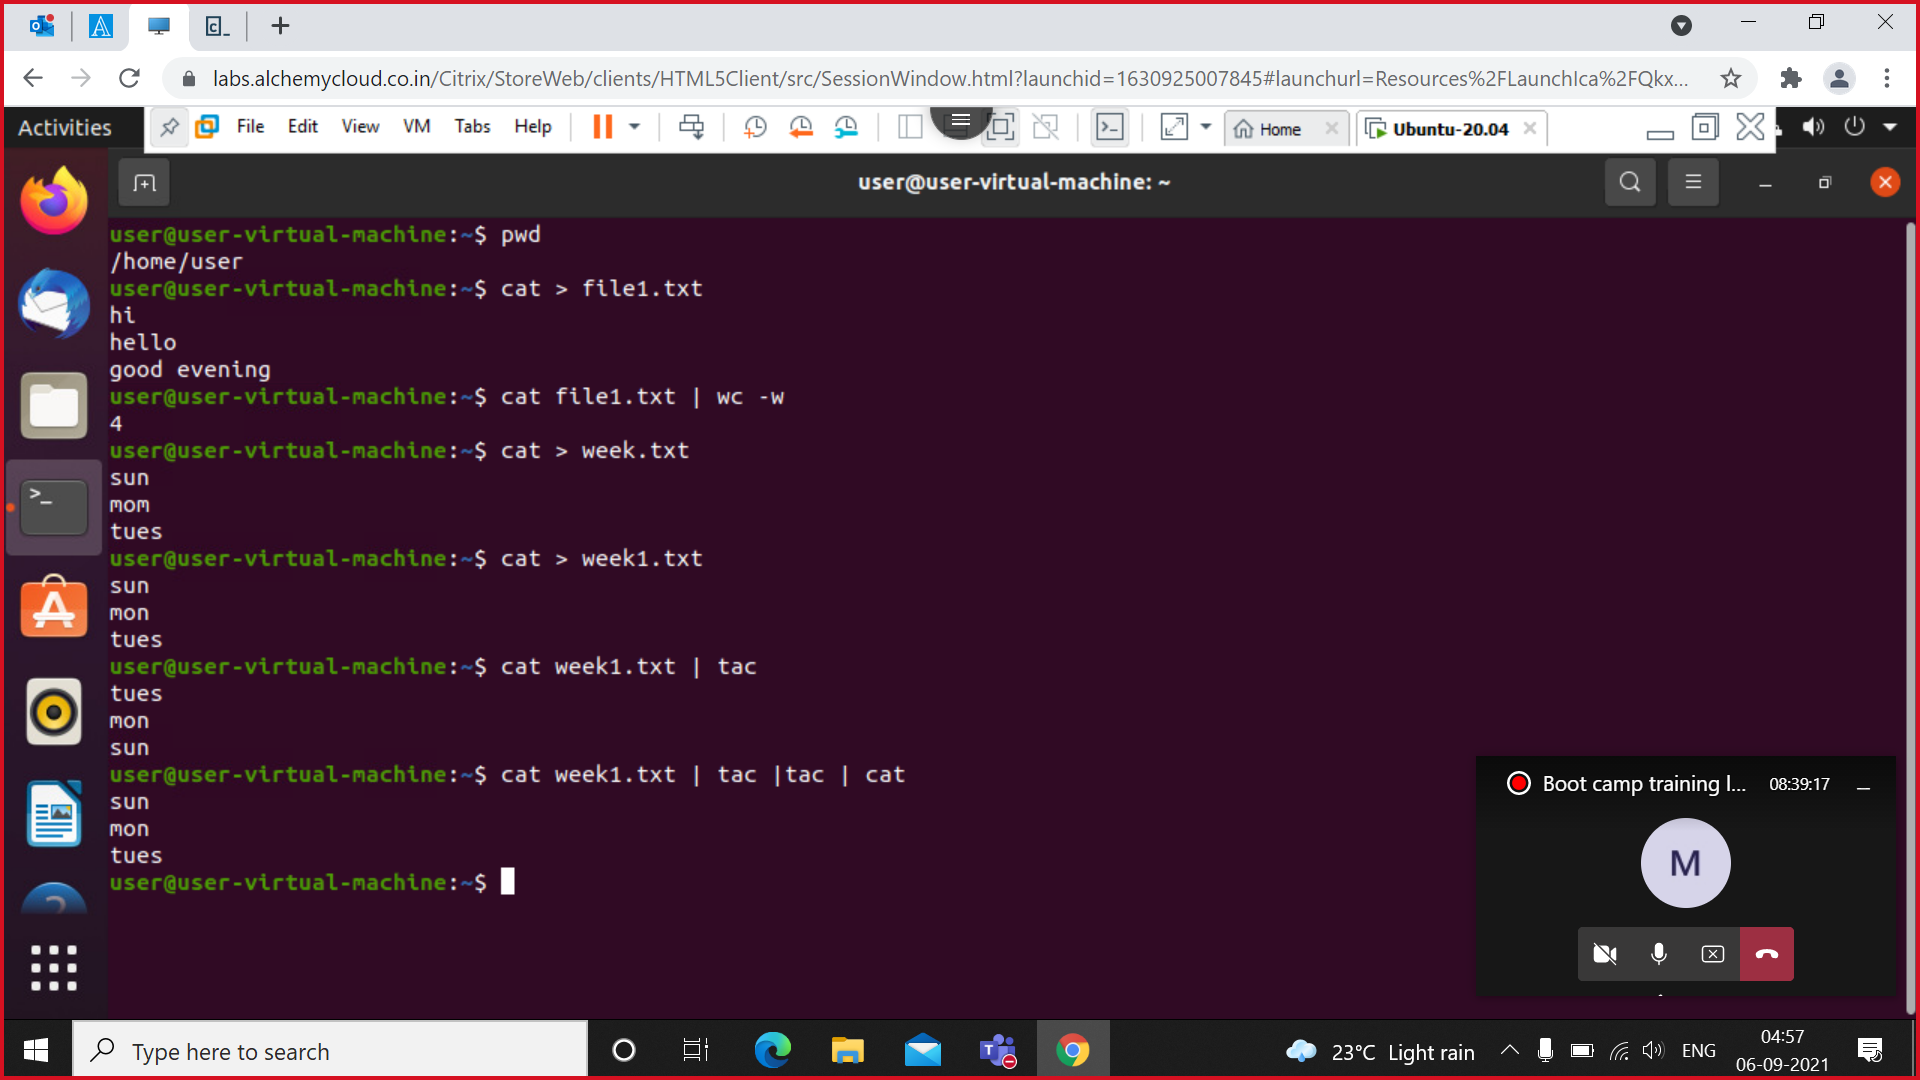 labs.alchemycloud.co.in/Citrix/StoreWeb/clients/HTML5Client/src/SessionWindow.html?launchid=1630925007845#launchurl=Resources%2FLaunchIca%2FQkx...
Activities
File Edit View VM Tabs Help
Home
Ubuntu-20.04
user@user-virtual-machine: ~
user@user-virtual-machine:~$ pwd
/home/user
user@user-virtual-machine:~$ cat > file1.txt
hi
hello
good evening
user@user-virtual-machine:~$ cat file1.txt | wc -w
4
user@user-virtual-machine:~$ cat > week.txt
sun
mom
tues
user@user-virtual-machine:~$ cat > week1.txt
sun
mon
tues
user@user-virtual-machine:~$ cat week1.txt | tac
tues
mon
sun
user@user-virtual-machine:~$ cat week1.txt | tac |tac | cat
sun
mon
tues
user@user-virtual-machine:~$
Boot camp training l... 08:39:17
M
Type here to search
23°C Light rain
ENG
04:57
06-09-2021